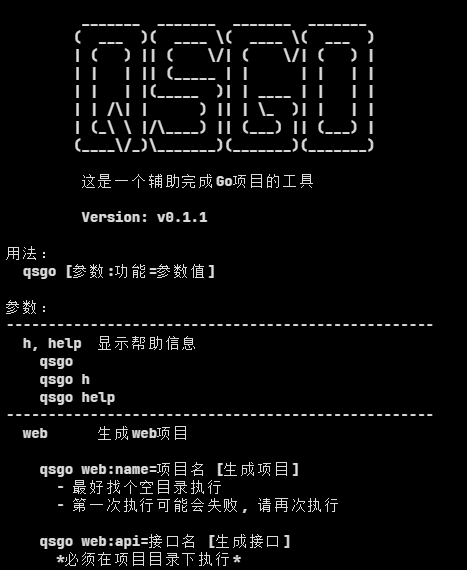 QSGO
这是一个辅助完成Go项目的工具
Version: v0.1.1
用法:
qsgo [参数:功能=参数值]
参数:
---------------------------------------------------
h, help 显示帮助信息
qsgo
qsgo h
qsgo help
---------------------------------------------------
web 生成web项目
qsgo web:name=项目名 [生成项目]
- 最好找个空目录执行
- 第一次执行可能会失败, 请再次执行
qsgo web:api=接口名 [生成接口]
*必须在项目目录下执行*